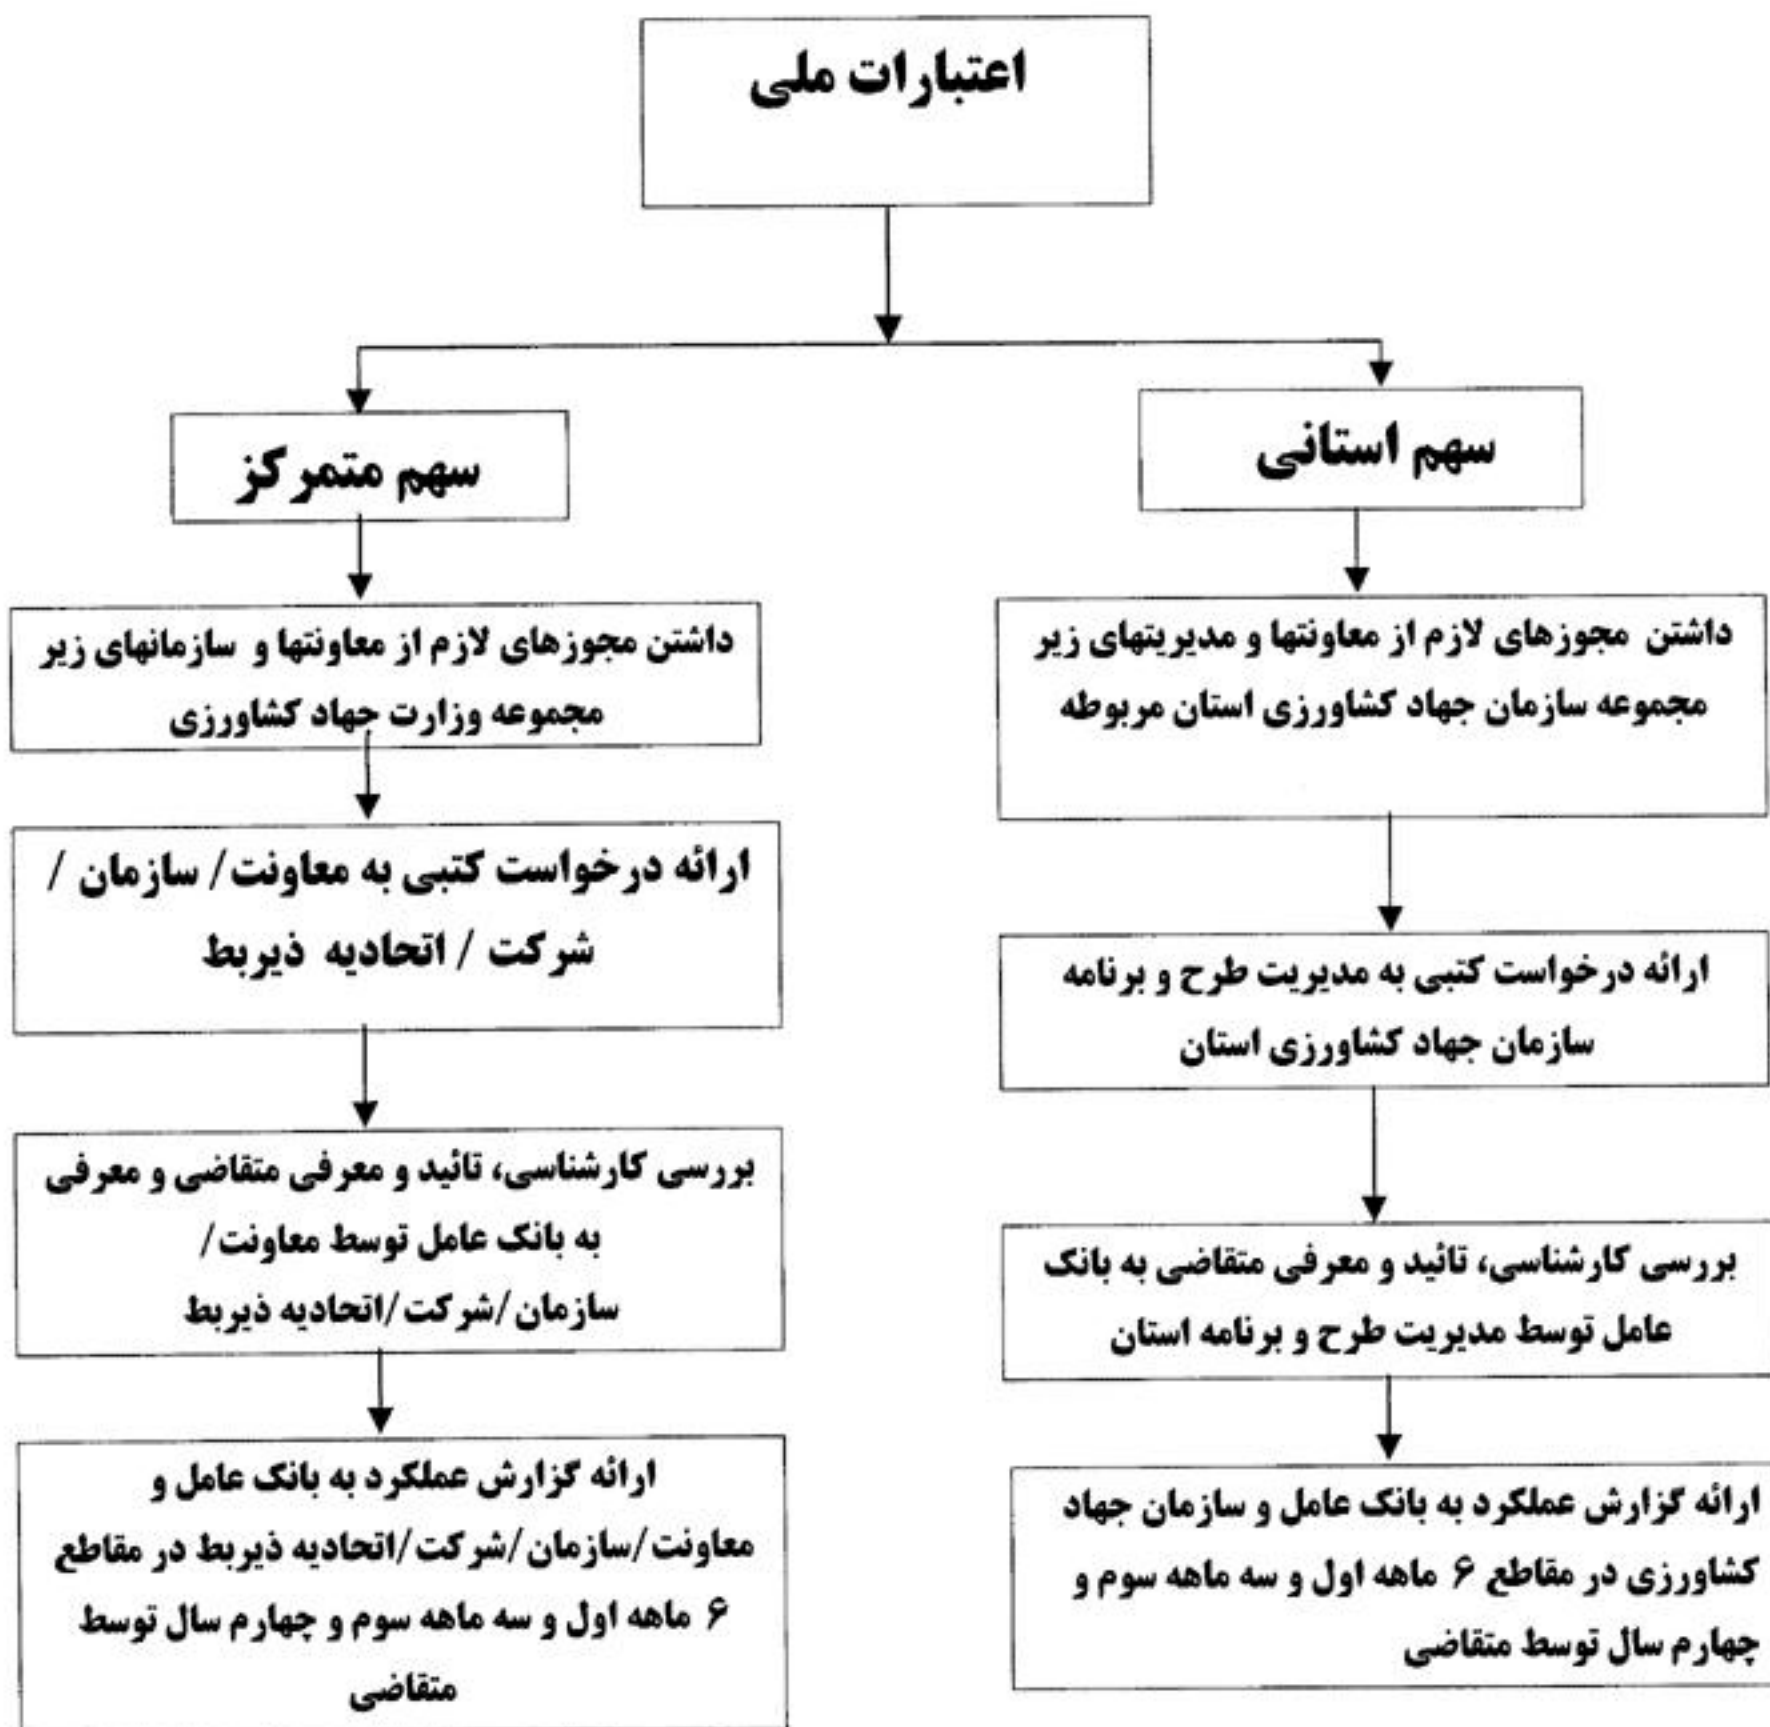 اعتبارات ملی
سهم استانی
داشتن مجوزهای لازم از معاونتها و مدیریتهای زیر
مجموعه سازمان جهاد کشاورزی استان مربوطه
ارائه درخواست کتبی به مدیریت طرح و برنامه
سازمان جهاد کشاورزی استان
بررسی کارشناسی، تائید و معرفی متقاضی به بانک
عامل توسط مدیریت طرح و برنامه استان
ارائه گزارش عملکرد به بانک عامل و سازمان جهاد
کشاورزی در مقاطع ۶ ماهه اول و سه ماهه سوم و
چهارم سال توسط متقاضی
سهم متمرکز
داشتن مجوزهای لازم از معاونتها و سازمانهای زیر
مجموعه وزارت جهاد کشاورزی
ارائه درخواست کتبی به معاونت/ سازمان /
شرکت / اتحادیه ذیربط
بررسی کارشناسی، تائید و معرفی متقاضی و معرفی
به بانک عامل توسط معاونت/
سازمان/شرکت/اتحادیه ذیربط
ارائه گزارش عملکرد به بانک عامل و
معاونت/سازمان/شرکت/اتحادیه ذیربط در مقاطع
۶ ماهه اول و سه ماهه سوم و چهارم سال توسط
متقاضی